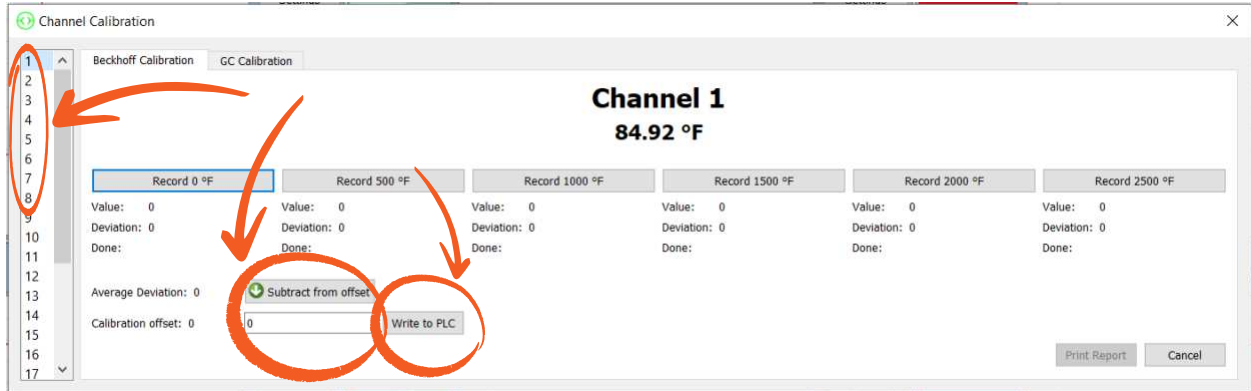 Settings Settings
Channel Calibration
Beckhoff Calibration GC Calibration
1
2
3
4
5
6
7
8
9
10
11
12
13
14
15
16
17
Channel 1
84.92 °F
Record 0 °F Record 500 °F Record 1000 °F Record 1500 °F Record 2000 °F Record 2500 °F
Value: 0 Value: 0 Value: 0 Value: 0 Value: 0 Value: 0
Deviation: 0 Deviation: 0 Deviation: 0 Deviation: 0 Deviation: 0 Deviation: 0
Done: Done: Done: Done: Done: Done:
Average Deviation: 0 Subtract from offset
Calibration offset: 0 0 Write to PLC
Print Report Cancel